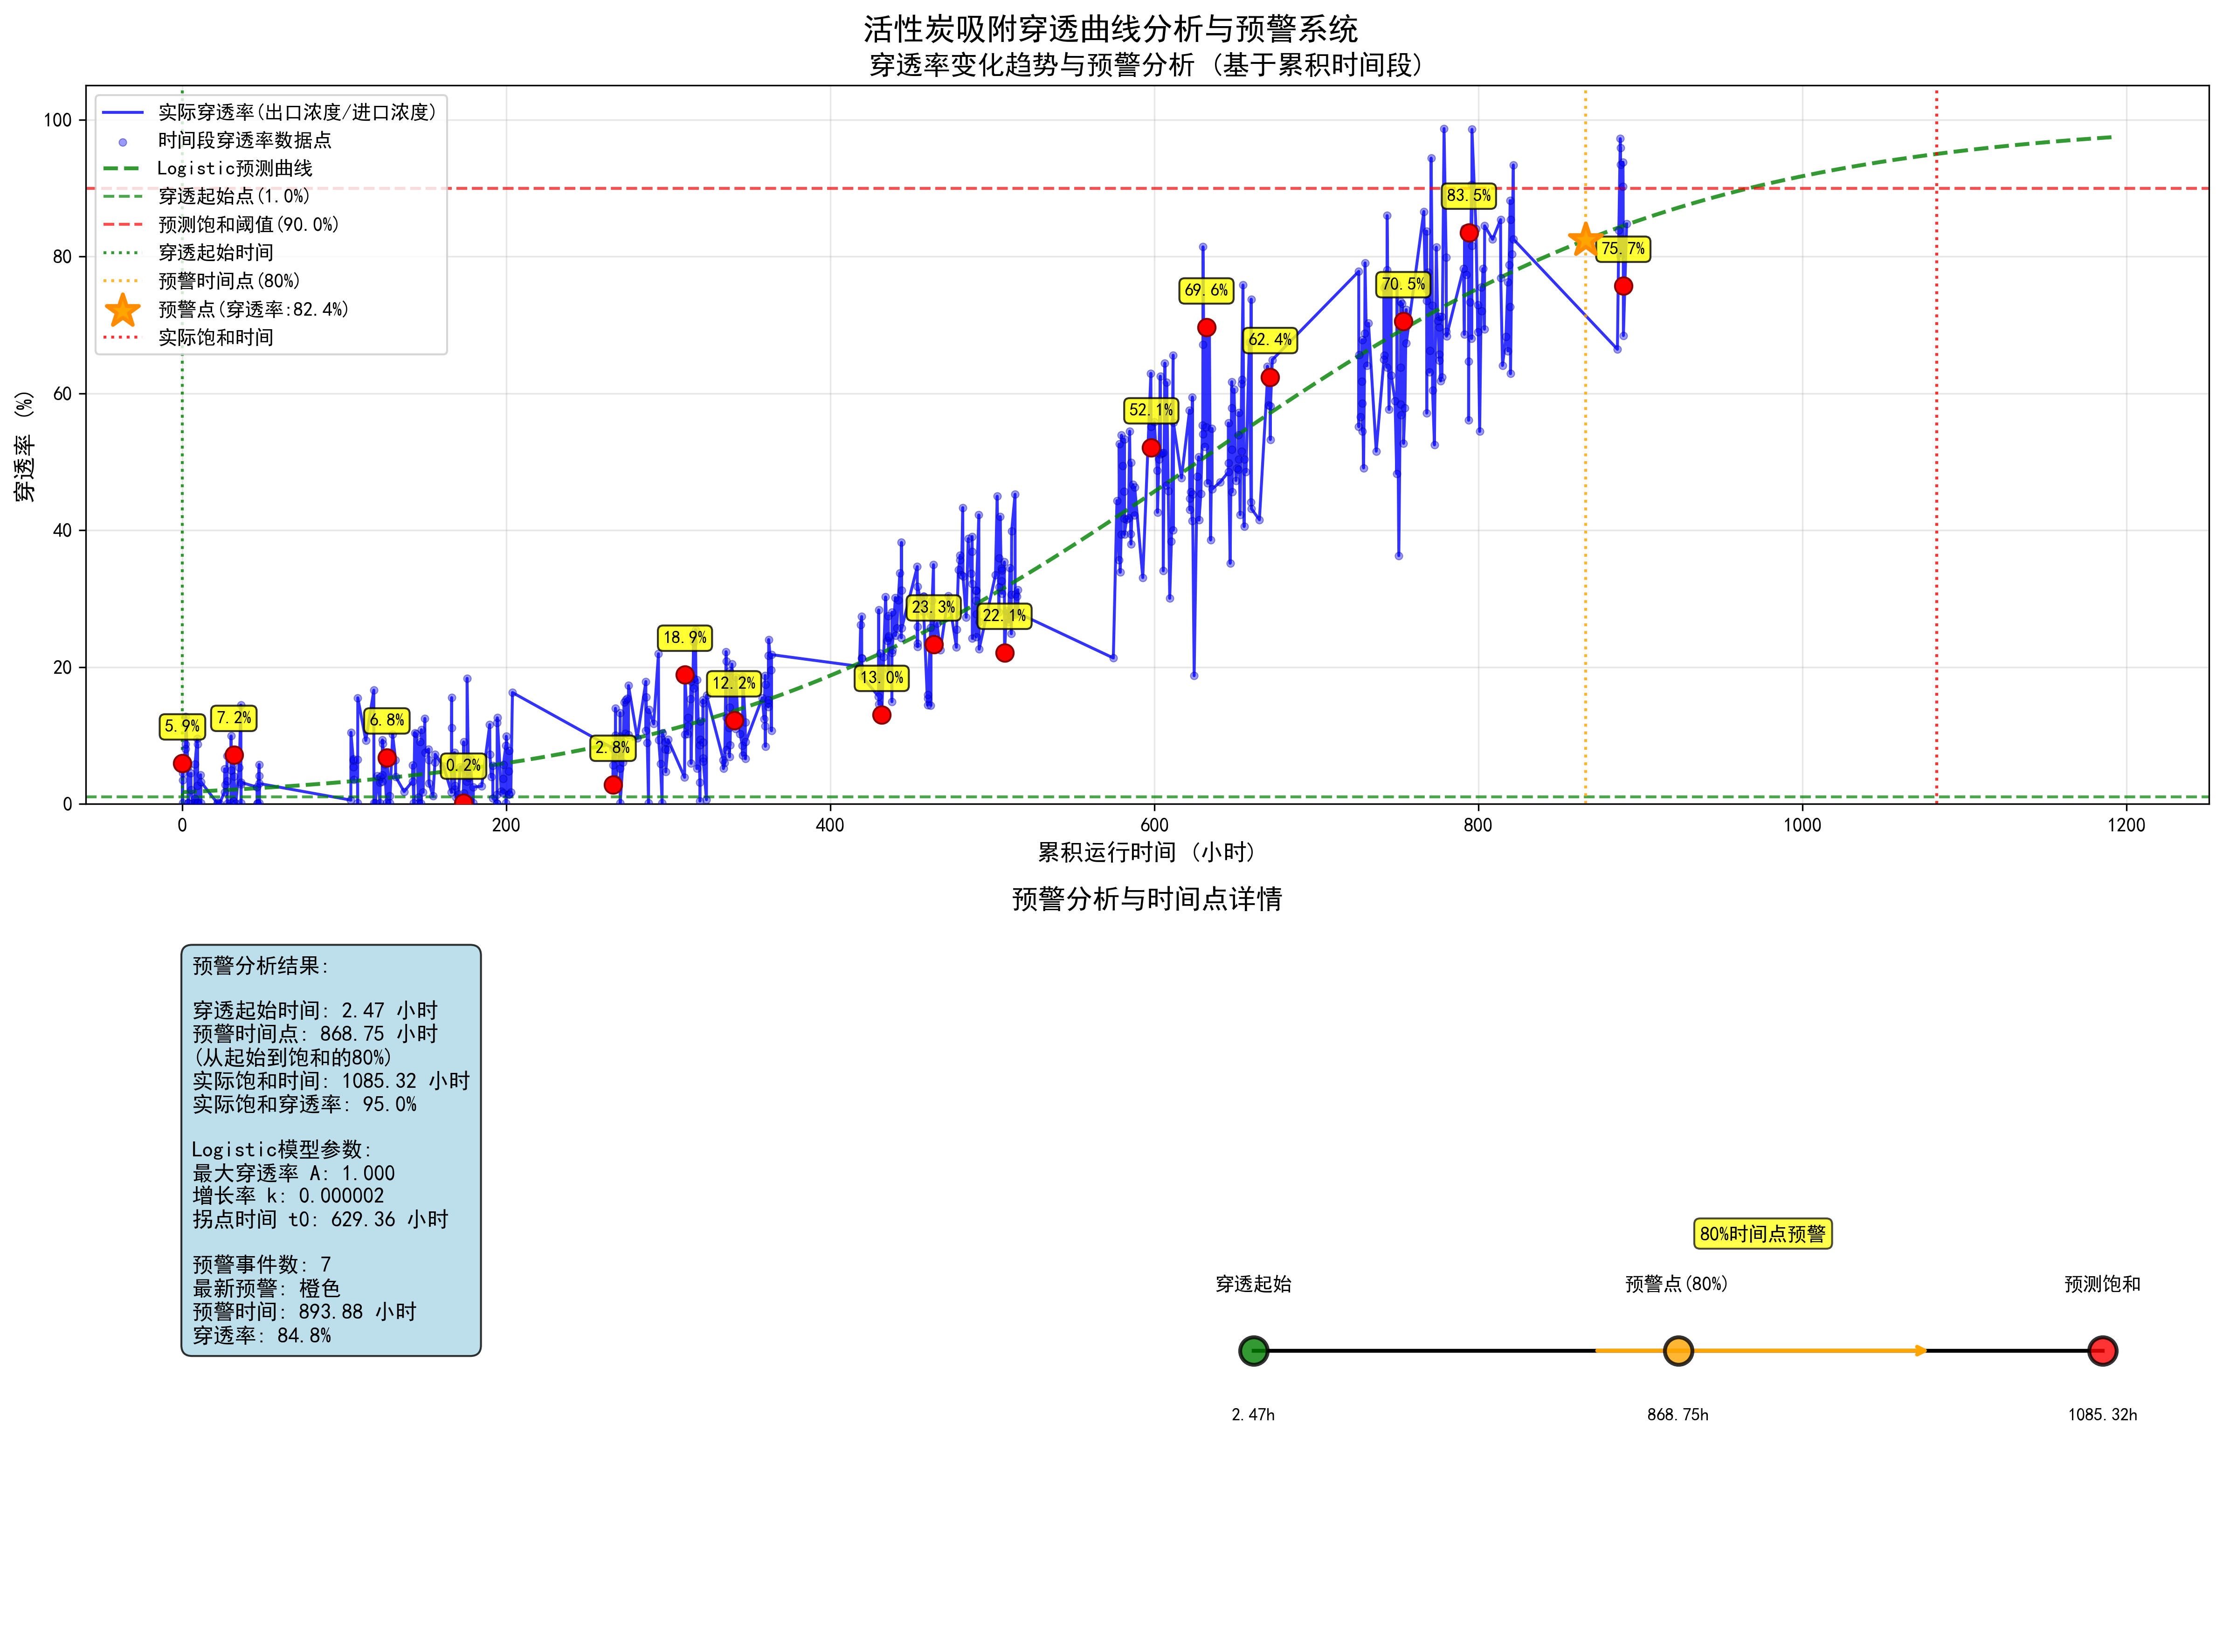 活性炭吸附穿透曲线分析与预警系统
穿透率变化趋势与预警分析 (基于累积时间段)
实际穿透率(出口浓度/进口浓度)
时间段穿透率数据点
Logistic预测曲线
穿透起始点(1.0%)
预测饱和阈值(90.0%)
穿透起始时间
预警时间点(80%)
预警点(穿透率:82.4%)
实际饱和时间
穿透率 (%)
100
80
60
40
20
0
5.9%
7.2%
6.8%
0.2%
2.8%
18.9%
12.2%
13.0%
23.3%
22.1%
52.1%
69.6%
62.4%
70.5%
83.5%
75.7%
0
200
400
600
800
1000
1200
累积运行时间 (小时)
预警分析与时间点详情
预警分析结果:
穿透起始时间: 2.47 小时
预警时间点: 868.75 小时
(从起始到饱和的80%)
实际饱和时间: 1085.32 小时
实际饱和穿透率: 95.0%
Logistic模型参数:
最大穿透率 A: 1.000
增长率 k: 0.000002
拐点时间 t0: 629.36 小时
预警事件数: 7
最新预警: 橙色
预警时间: 893.88 小时
穿透率: 84.8%
80%时间点预警
穿透起始
预警点(80%)
预测饱和
2.47h
868.75h
1085.32h